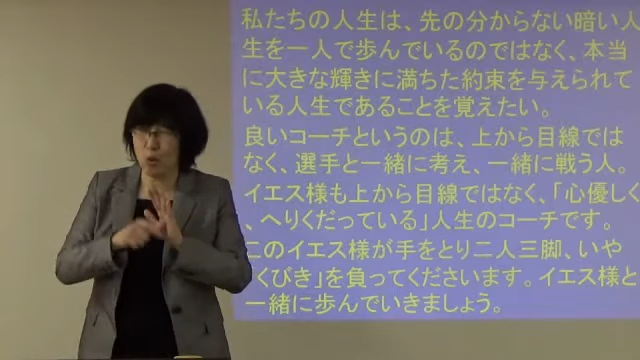 私たちの人生は、先の分からない暗い人
生を一人で歩んでいるのではなく、本当
に大きな輝きに満ちた約束を与えられて
いる人生であることを覚えたい。
良いコーチというのは、上から目線では
なく、選手と一緒に考え、一緒に戦う人。
イエス様も上から目線ではなく、「心優しく
、へりくだっている」人生のコーチです。
このイエス様が手をとり二人三脚、いや
くびき」を負ってくださいます。イエス様と
一緒に歩んでいきましょう。